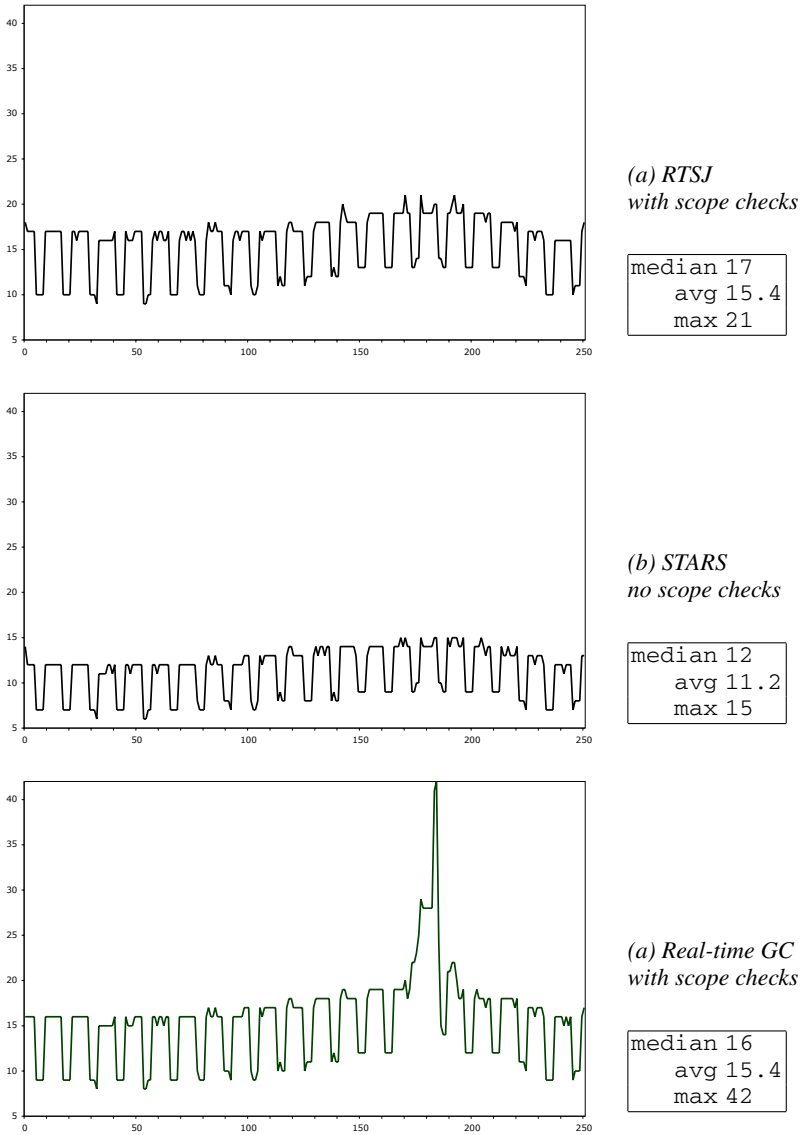 40
35
30
25
20
15
10
5
0 50 100 150 200 250
(a) RTSJ
with scope checks
median 17
avg 15.4
max 21
40
35
30
25
20
15
10
5
0 50 100 150 200 250
(b) STARS
no scope checks
median 12
avg 11.2
max 15
40
35
30
25
20
15
10
5
0 50 100 150 200 250
(a) Real-time GC
with scope checks
median 16
avg 15.4
max 42